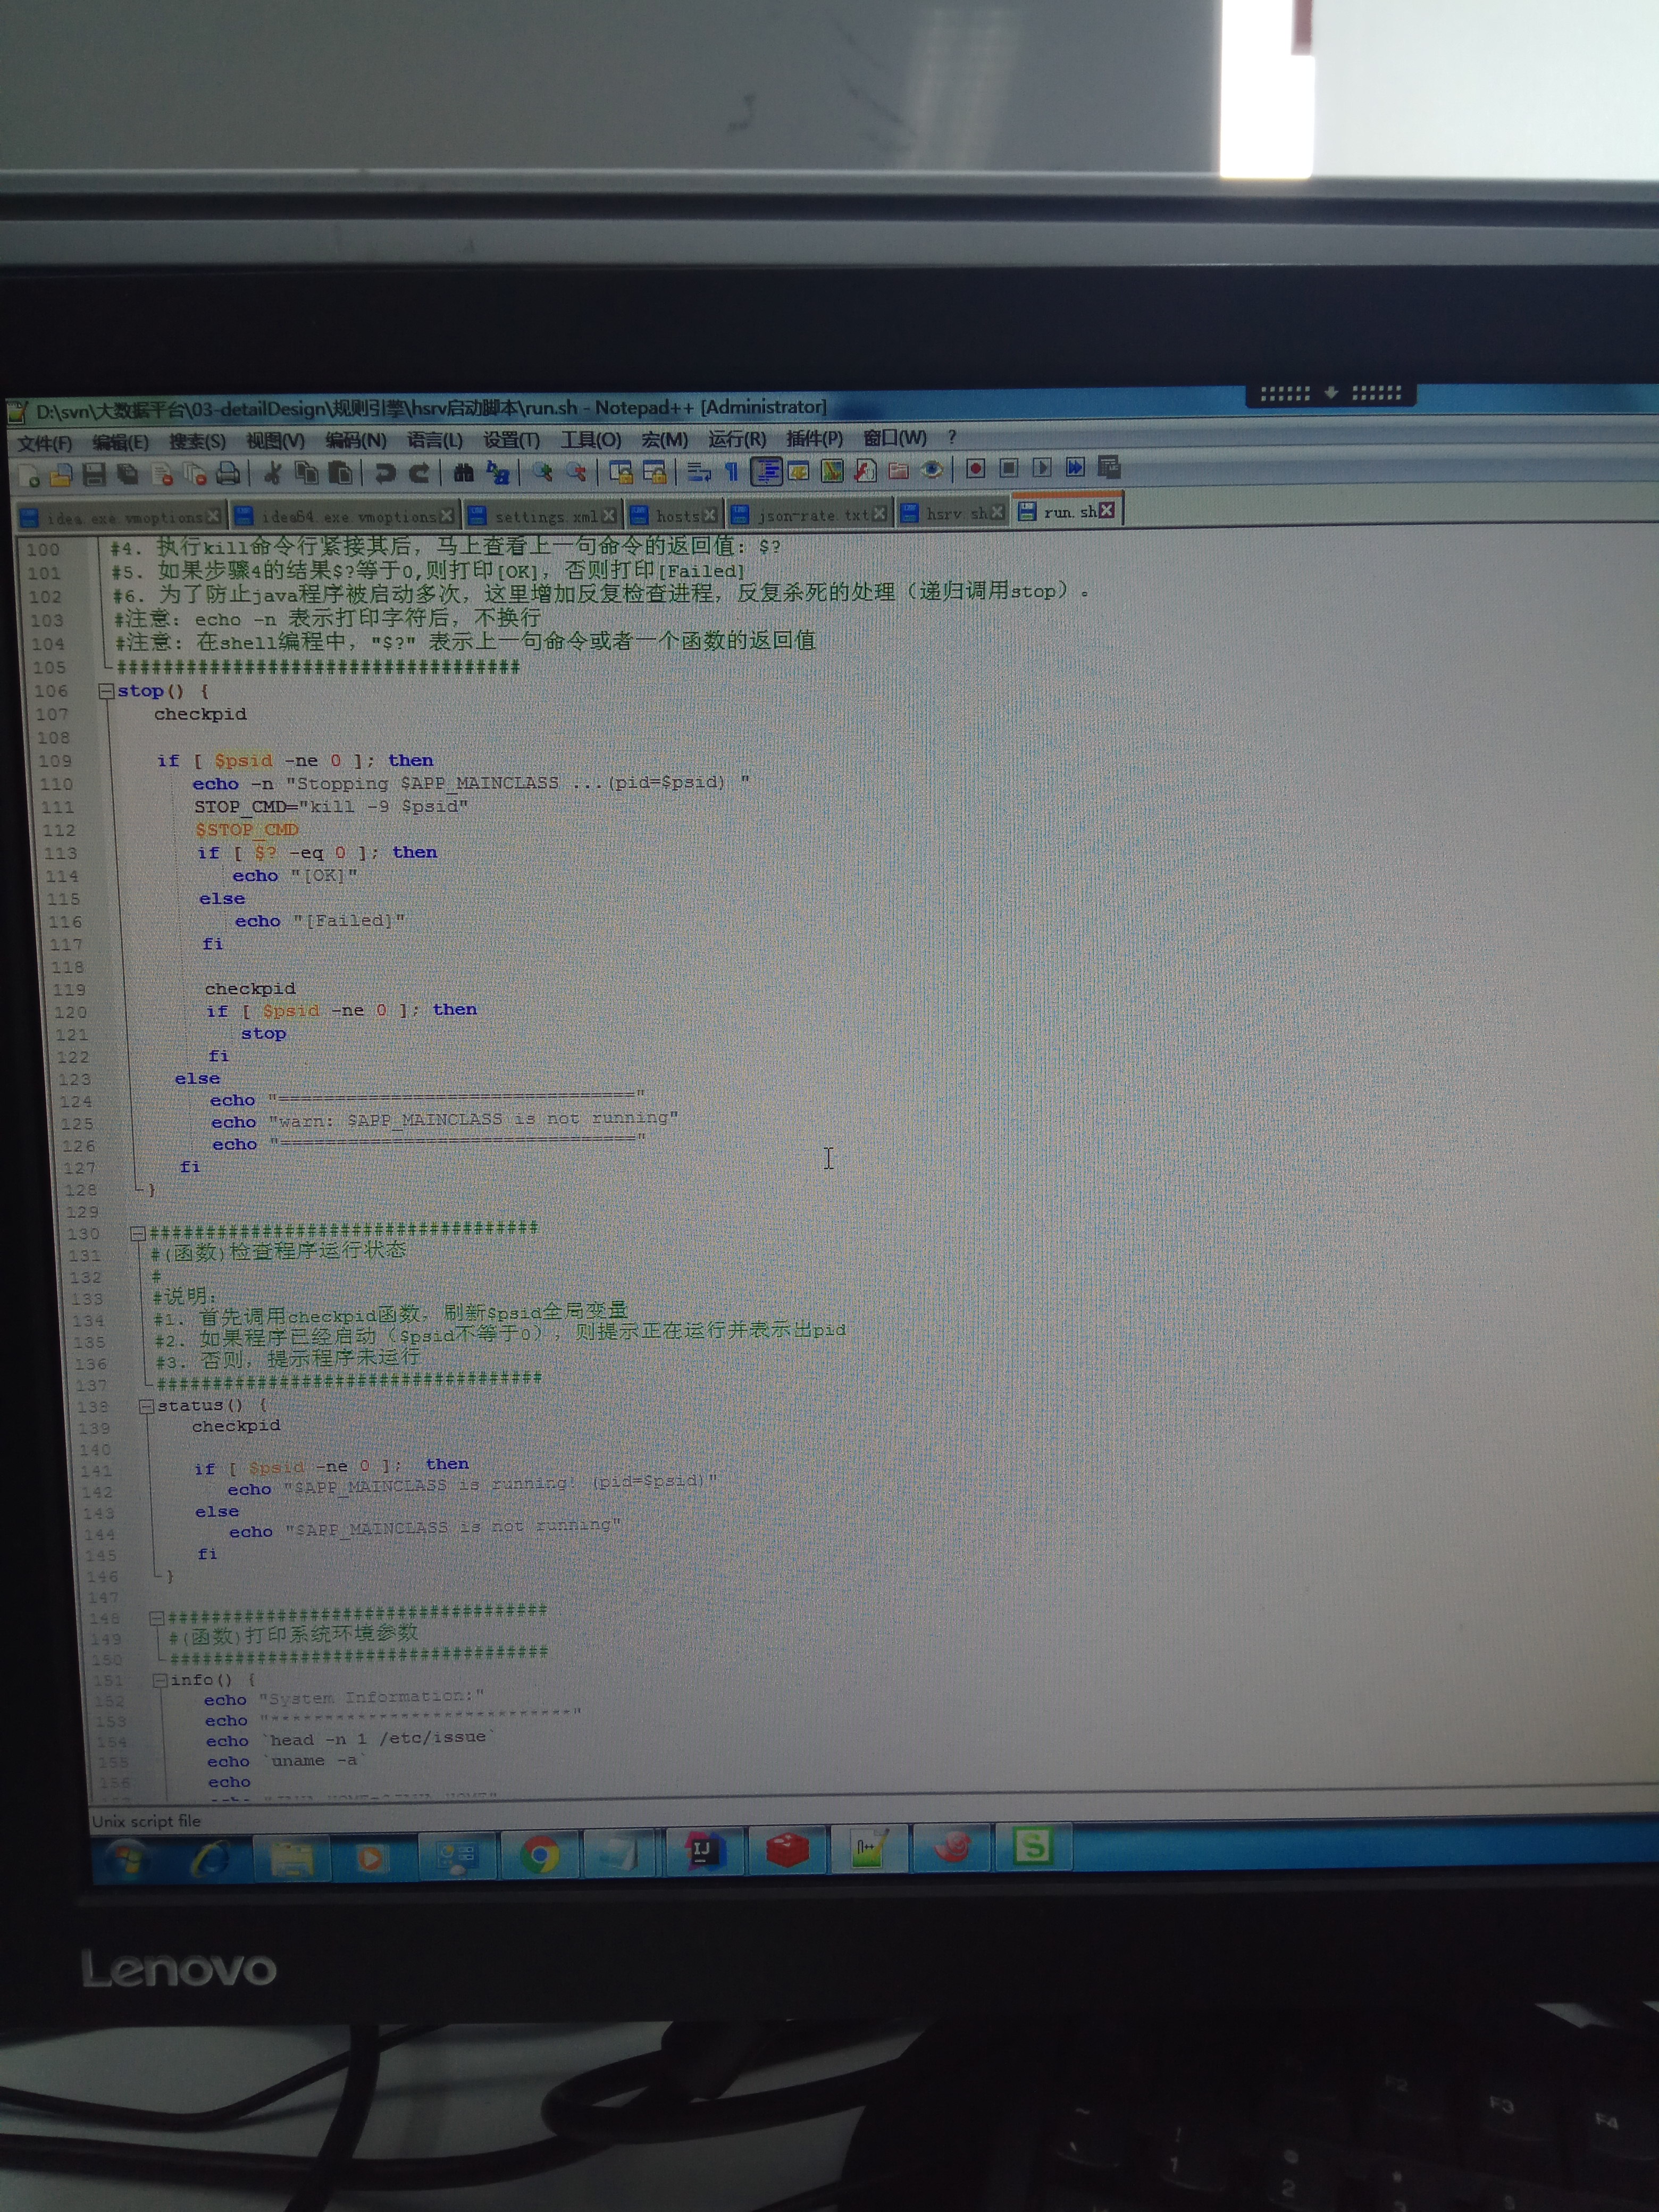 D:\svn\大数据平台\03-detailDesign\规则引擎\hsrv启动脚本\run.sh - Notepad++ [Administrator]
文件(F) 编辑(E) 搜索(S) 视图(V) 编码(N) 语言(L) 设置(T) 工具(O) 宏(M) 运行(R) 插件(P) 窗口(W) ?
idea.exe.vmoptions idea64.exe.vmoptions settings.xml hosts json-rate.txt hsrv.sh run.sh
100 #4. 执行kill命令行紧接其后，马上查看上一句命令的返回值：$?
101 #5. 如果步骤4的结果$?等于0,则打印[OK]，否则打印[Failed]
102 #6. 为了防止java程序被启动多次，这里增加反复检查进程，反复杀死的处理（递归调用stop）。
103 #注意：echo -n 表示打印字符后，不换行
104 #注意：在shell编程中，"$?" 表示上一句命令或者一个函数的返回值
105 ###################################
106 stop() {
107 checkpid
108
109 if [ $psid -ne 0 ]; then
110 echo -n "Stopping $APP_MAINCLASS ...(pid=$psid) "
111 STOP_CMD="kill -9 $psid"
112 $STOP_CMD
113 if [ $? -eq 0 ]; then
114 echo "[OK]"
115 else
116 echo "[Failed]"
117 fi
118
119 checkpid
120 if [ $psid -ne 0 ]; then
121 stop
122 fi
123 else
124 echo "================================"
125 echo "warn: $APP_MAINCLASS is not running"
126 echo "================================"
127 fi
128 }
129
130 ###################################
131 #(函数)检查程序运行状态
132 #
133 #说明：
134 #1. 首先调用checkpid函数，刷新$psid全局变量
135 #2. 如果程序已经启动（$psid不等于0），则提示正在运行并表示出pid
136 #3. 否则，提示程序未运行
137 ###################################
138 status() {
139 checkpid
140
141 if [ $psid -ne 0 ];  then
142 echo "$APP_MAINCLASS is running! (pid=$psid)"
143 else
144 echo "$APP_MAINCLASS is not running"
145 fi
146 }
147
148 ###################################
149 #(函数)打印系统环境参数
150 ###################################
151 info() {
152 echo "System Information:"
153 echo "****************************"
154 echo `head -n 1 /etc/issue`
155 echo `uname -a`
156 echo
Unix script file
Lenovo
F2
F3
F4
~
!
1
2
3